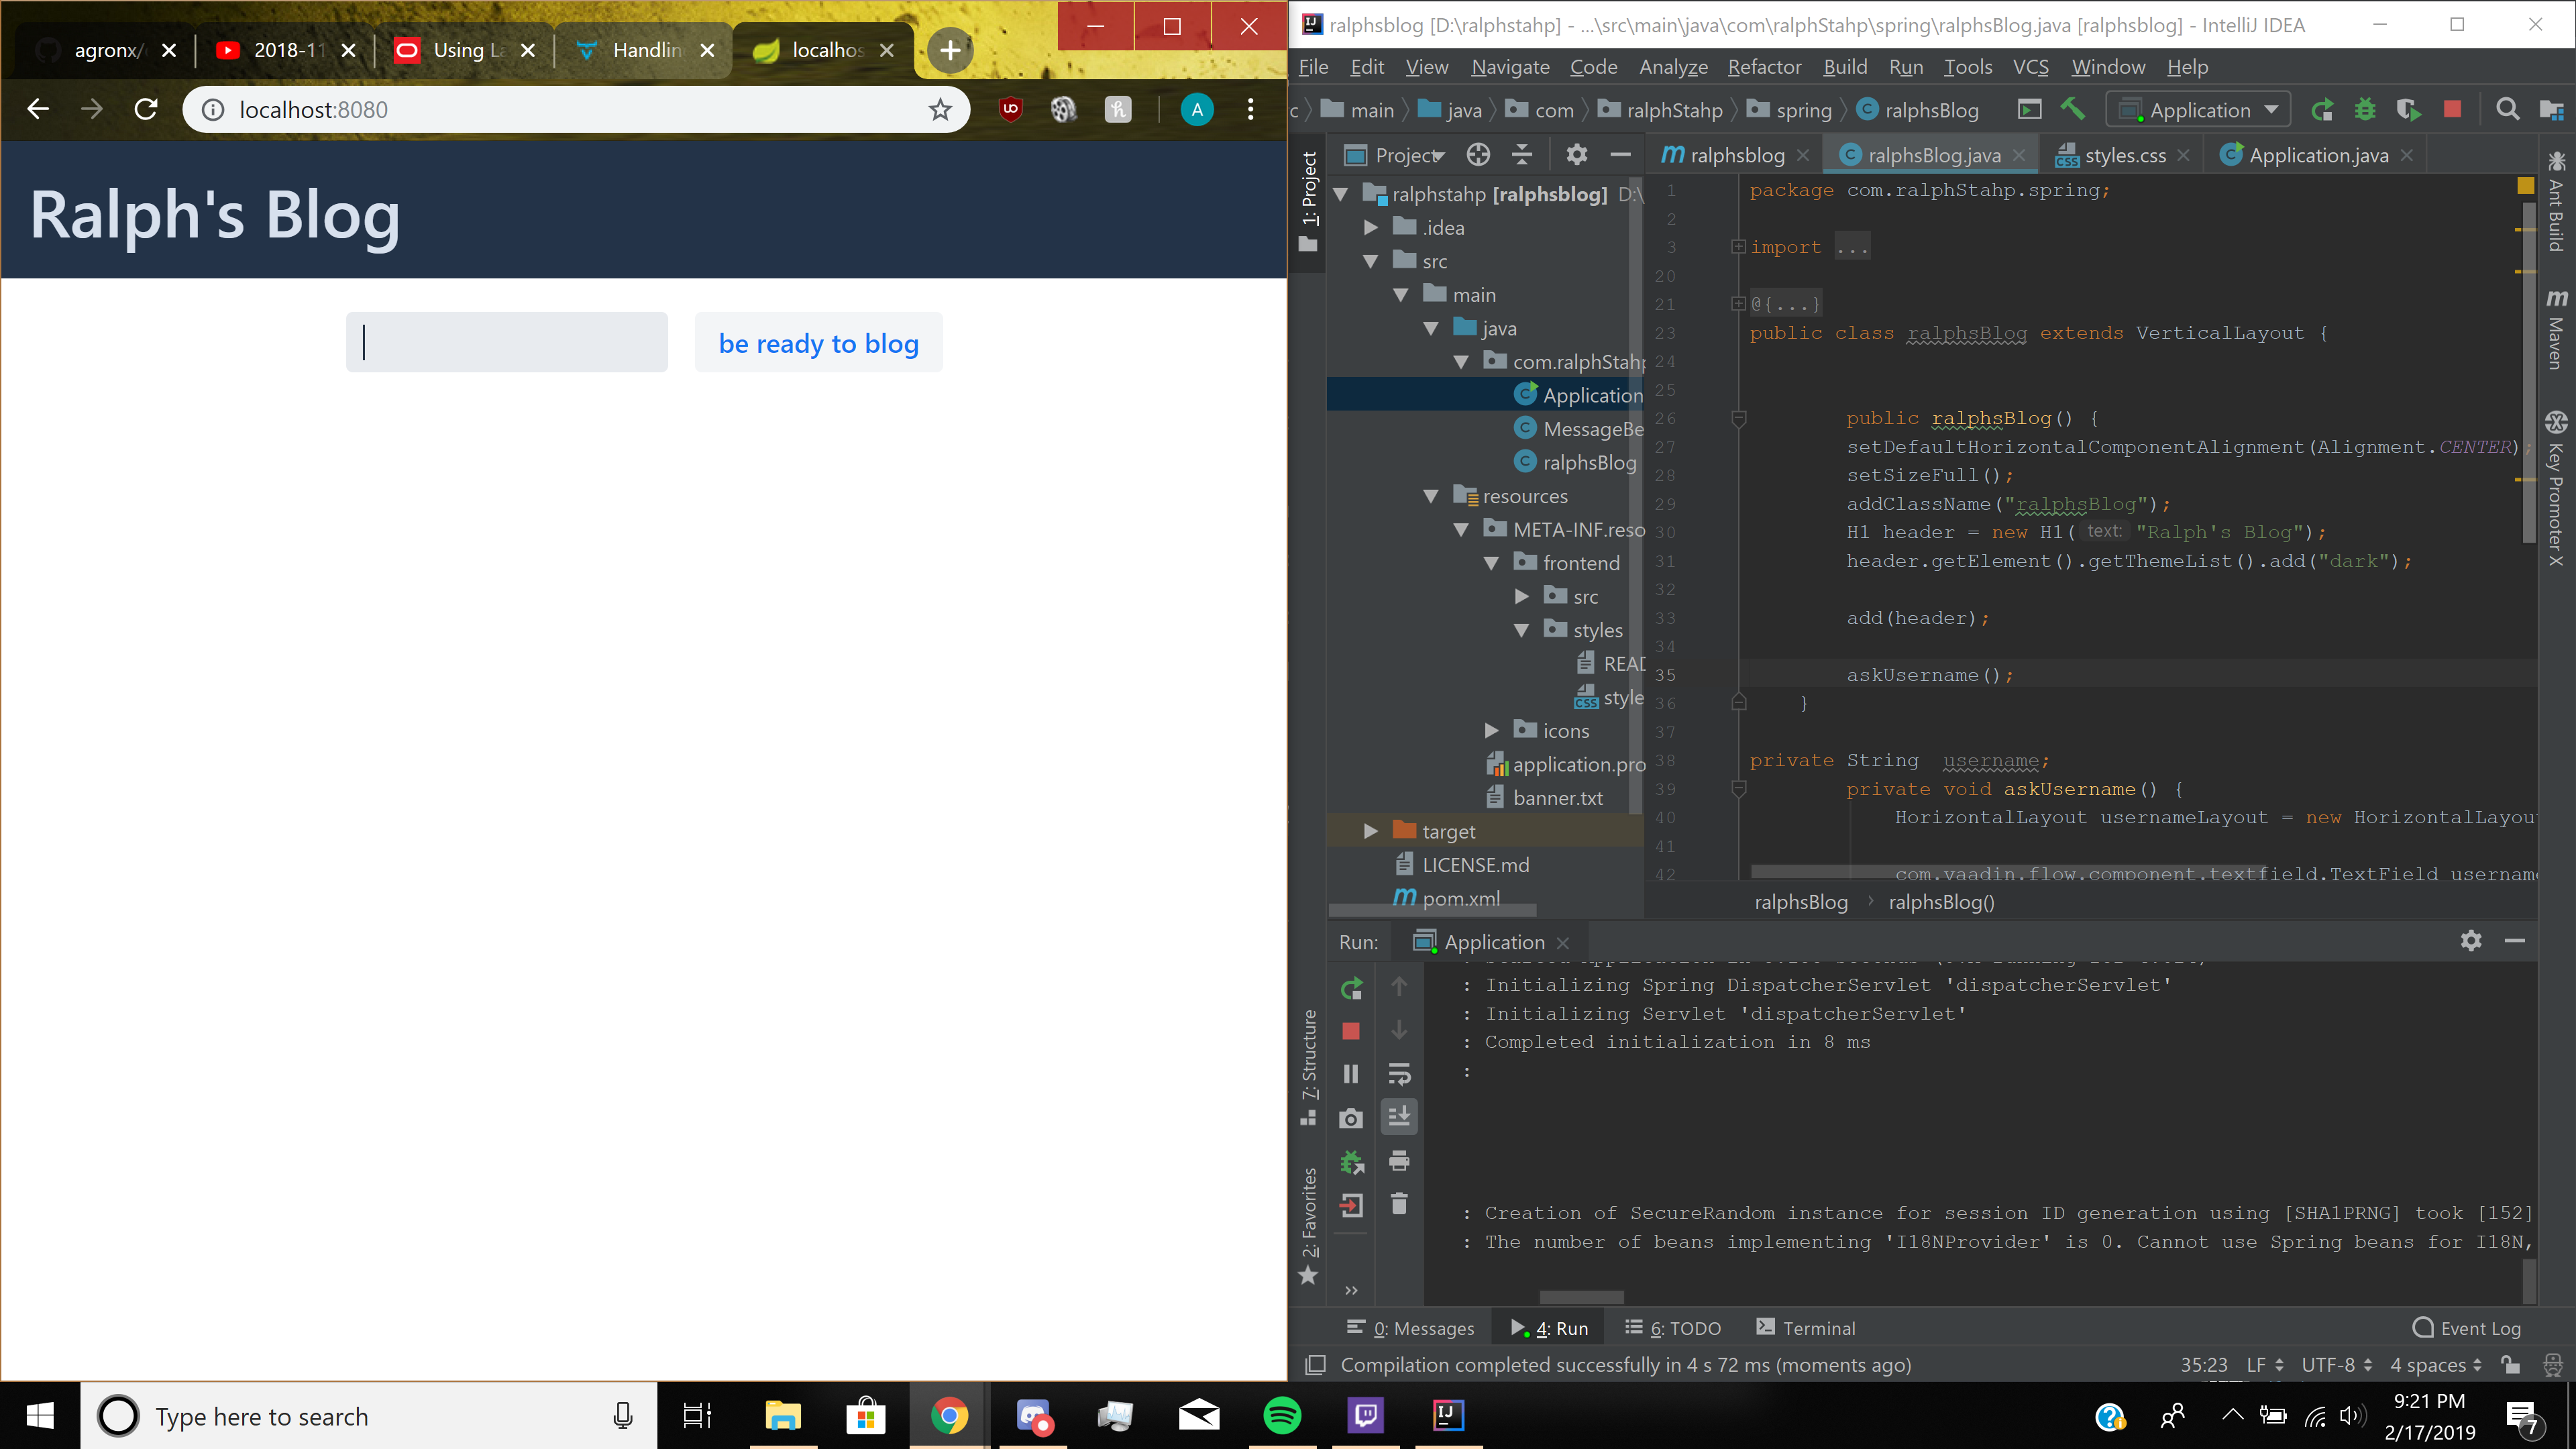 agronx/
2018-11
Using La
Handlin
localhos
localhost:8080
A
Ralph's Blog
be ready to blog
ralphsblog [D:\ralphstahp] - ...\src\main\java\com\ralphStahp\spring\ralphsBlog.java [ralphsblog] - IntelliJ IDEA
File Edit View Navigate Code Analyze Refactor Build Run Tools VCS Window Help
c main java com ralphStahp spring ralphsBlog Application
Project
ralphsblog ralphsBlog.java styles.css Application.java
1: Project
7: Structure
2: Favorites
ralphstahp [ralphsblog] D:\
.idea
src
main
java
com.ralphStahp
Application
MessageBe
ralphsBlog
resources
META-INF.reso
frontend
src
styles
READ
style
icons
application.pro
banner.txt
target
LICENSE.md
pom.xml
1 package com.ralphStahp.spring;
2
3 import ...
20
21 @{...}
23 public class ralphsBlog extends VerticalLayout {
24
25
26 public ralphsBlog() {
27 setDefaultHorizontalComponentAlignment(Alignment.CENTER);
28 setSizeFull();
29 addClassName("ralphsBlog");
30 H1 header = new H1( text: "Ralph's Blog");
31 header.getElement().getThemeList().add("dark");
32
33 add(header);
34
35 askUsername();
36 }
37
38 private String username;
39 private void askUsername() {
40 HorizontalLayout usernameLayout = new HorizontalLayou
41
42 com.vaadin.flow.component.textfield.TextField username
ralphsBlog › ralphsBlog()
Ant Build
Maven
Key Promoter X
Run: Application
: Initializing Spring DispatcherServlet 'dispatcherServlet'
: Initializing Servlet 'dispatcherServlet'
: Completed initialization in 8 ms
:
: Creation of SecureRandom instance for session ID generation using [SHA1PRNG] took [152]
: The number of beans implementing 'I18NProvider' is 0. Cannot use Spring beans for I18N,
0: Messages 4: Run 6: TODO Terminal Event Log
Compilation completed successfully in 4 s 72 ms (moments ago) 35:23 LF UTF-8 4 spaces
Type here to search
9:21 PM
2/17/2019
7